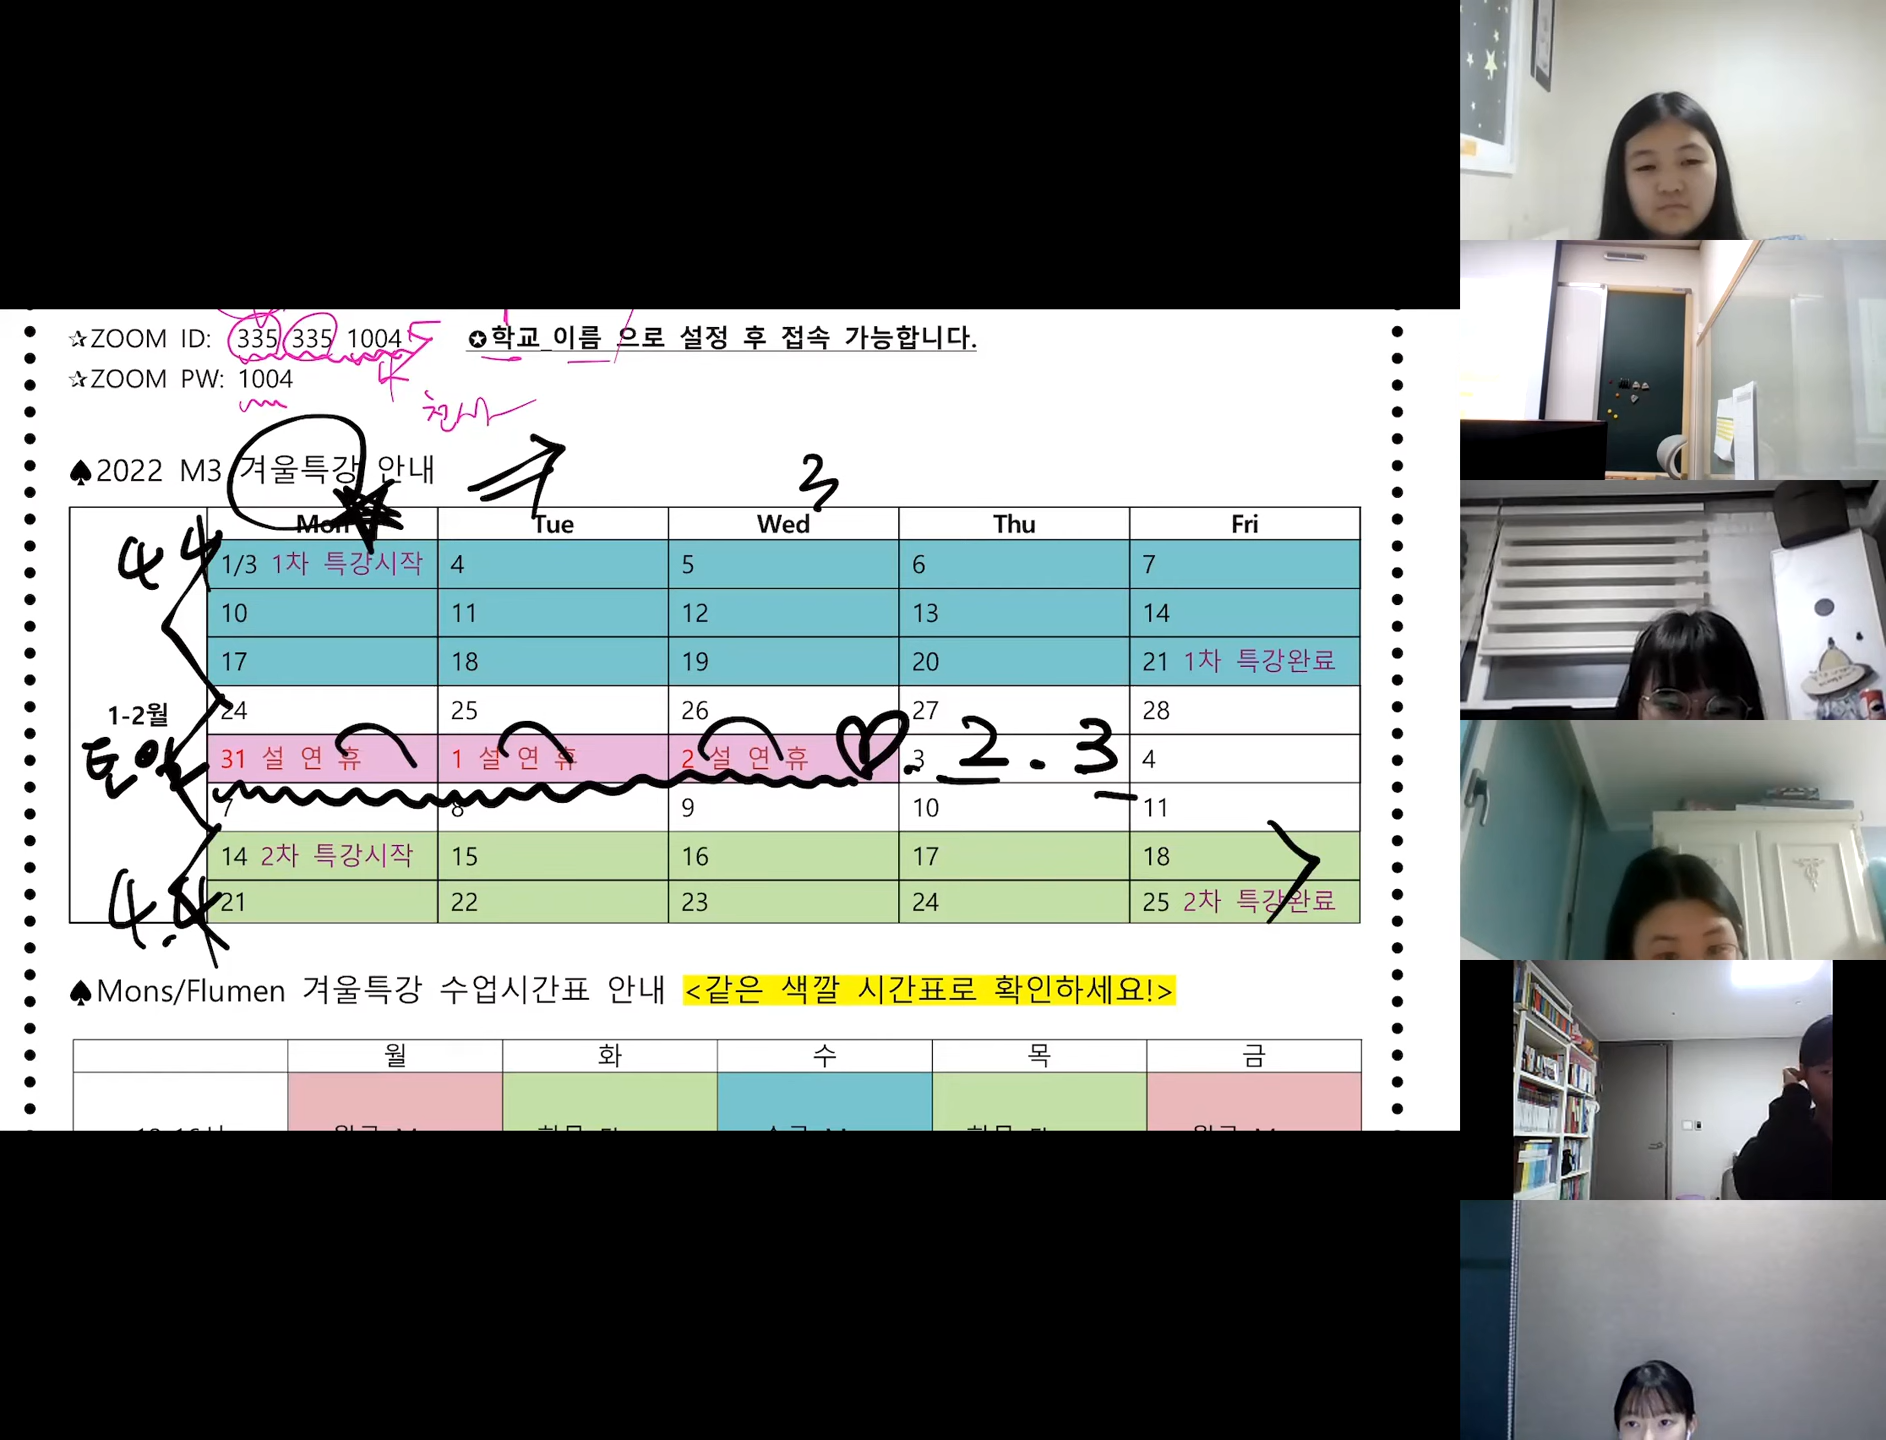 ✰ZOOM ID: 335 335 1004 ✪학교_이름 으로 설정 후 접속 가능합니다.
✰ZOOM PW: 1004
천사
♠2022 M3 겨울특강 안내
3
Mon Tue Wed Thu Fri
44
1/3 1차 특강시작 4 5 6 7
10 11 12 13 14
17 18 19 20 21 1차 특강완료
1-2월
24 25 26 27 28
토일
31 설 연 휴 1 설 연 휴 2 설 연 휴 3 4
♡. 2. 3
7 8 9 10 11
14 2차 특강시작 15 16 17 18
4.4
21 22 23 24 25 2차 특강완료
♠Mons/Flumen 겨울특강 수업시간표 안내 <같은 색깔 시간표로 확인하세요!>
월 화 수 목 금